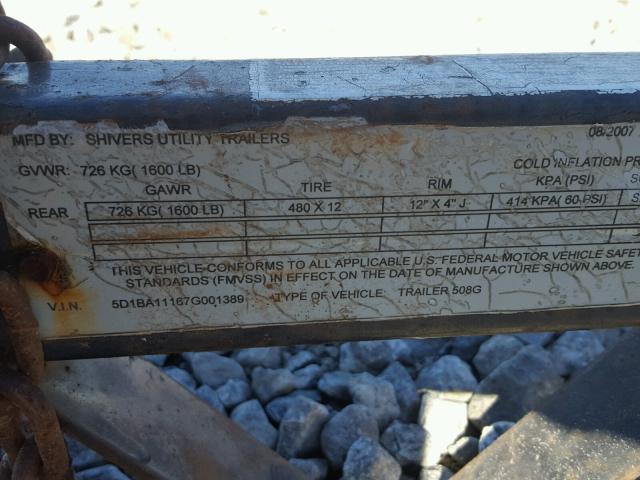 MFD BY: SHIVERS UTILITY TRAILERS 08/2007
GVWR: 726 KG( 1600 LB) COLD INFLATION PR
GAWR TIRE RIM KPA (PSI)
REAR 726 KG( 1600 LB) 480 X 12 12" X 4" J 414 KPA( 60 PSI)
THIS VEHICLE CONFORMS TO ALL APPLICABLE U.S. FEDERAL MOTOR VEHICLE SAFET
STANDARDS (FMVSS) IN EFFECT ON THE DATE OF MANUFACTURE SHOWN ABOVE
V.I.N. 5D1BA11167G001389 TYPE OF VEHICLE TRAILER 508G